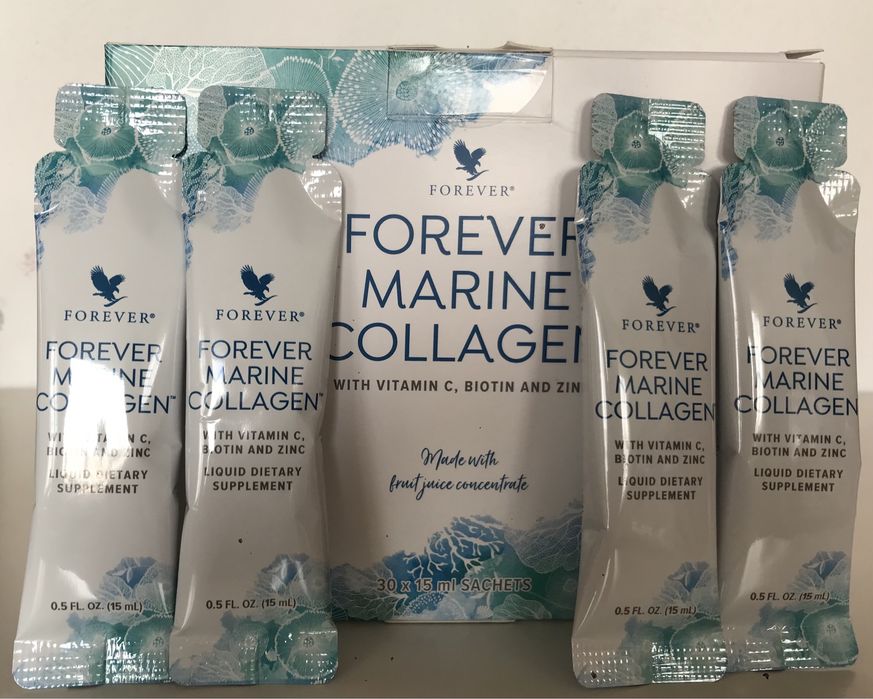 FOREVER®
FOREVER
MARINE
COLLAGEN™
WITH VITAMIN C,
BIOTIN AND ZINC
LIQUID DIETARY
SUPPLEMENT
0.5 FL. OZ. (15 mL)
FOREVER®
FOREVER
MARINE
COLLAGEN™
WITH VITAMIN C,
BIOTIN AND ZINC
LIQUID DIETARY
SUPPLEMENT
0.5 FL. OZ. (15 mL)
FOREVER®
FOREVER
MARINE
COLLAGEN
WITH VITAMIN C, BIOTIN AND ZIN
Made with
fruit juice concentrate
30 x 15 ml SACHETS
FOREVER®
FOREVER
MARINE
COLLAGEN
WITH VITAMIN C,
BIOTIN AND ZINC
LIQUID DIETARY
SUPPLEMENT
0.5 FL. OZ. (15 mL)
FOREVER®
FOREVER
MARINE
COLLAGEN
WITH VITAMIN C,
BIOTIN AND ZINC
LIQUID DIETARY
SUPPLEMENT
0.5 FL. OZ. (15 mL)